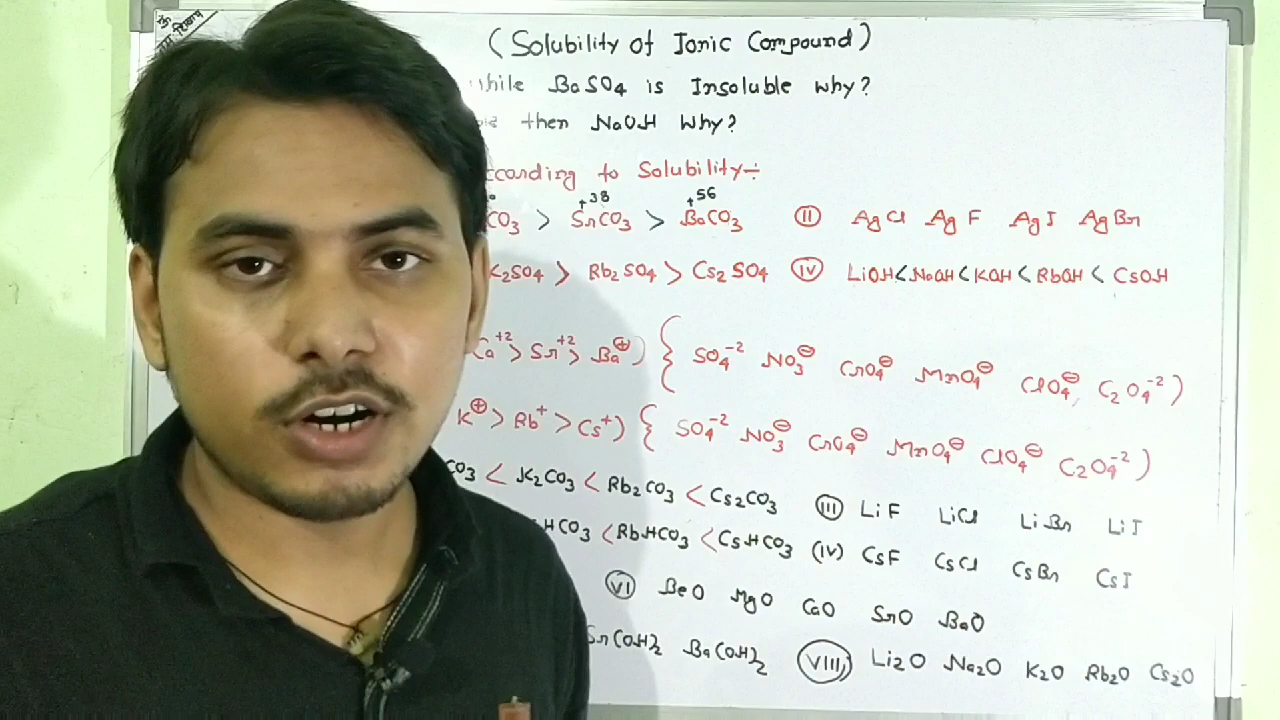 के
(Solubility of Ionic Compound)
while BaSO4 is Insoluble why?
then NaOH Why?
ccording to Solubility÷
CO3 > +38 SrCO3 > +56 BaCO3 (II) AgCl AgF AgI AgBr
K2SO4 > Rb2SO4 > Cs2SO4 (IV) LiOH < NaOH < KOH < RbOH < CsOH
Ca+2 > Sr+2 > Ba⊕) { SO4-2 NO3⊖ CrO4⊖ MnO4⊖ ClO4⊖, C2O4-2)
K⊕ > Rb+ > Cs+) { SO4-2 NO3⊖ CrO4⊖ MnO4⊖ ClO4⊖ C2O4-2)
CO3 < K2CO3 < Rb2CO3 < Cs2CO3 (III) LiF LiCl LiBr LiI
HCO3 < RbHCO3 < CsHCO3 (IV) CsF CsCl CsBr CsI
(VI) BeO MgO CaO SrO BaO
Sr(OH)2 Ba(OH)2 (VIII) Li2O Na2O K2O Rb2O Cs2O